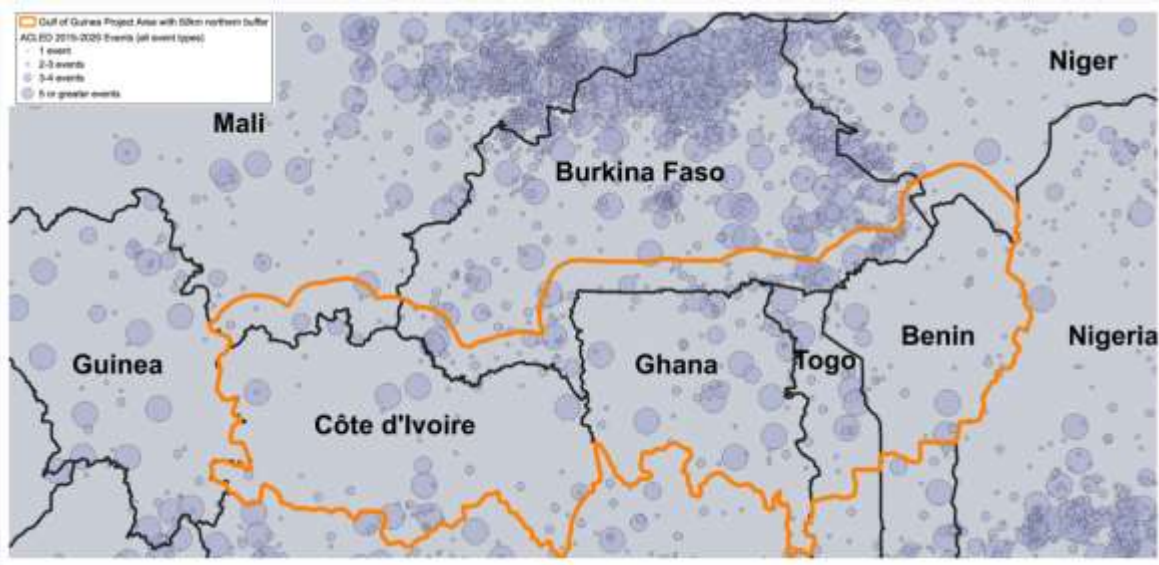 Gulf of Guinea Project Area with 50km northern buffer
ACLED 2015-2020 Events (all event types)
1 event
2-3 events
3-4 events
5 or greater events
Niger
Mali
Burkina Faso
Benin
Nigeria
Guinea
Ghana
Togo
Côte d'Ivoire